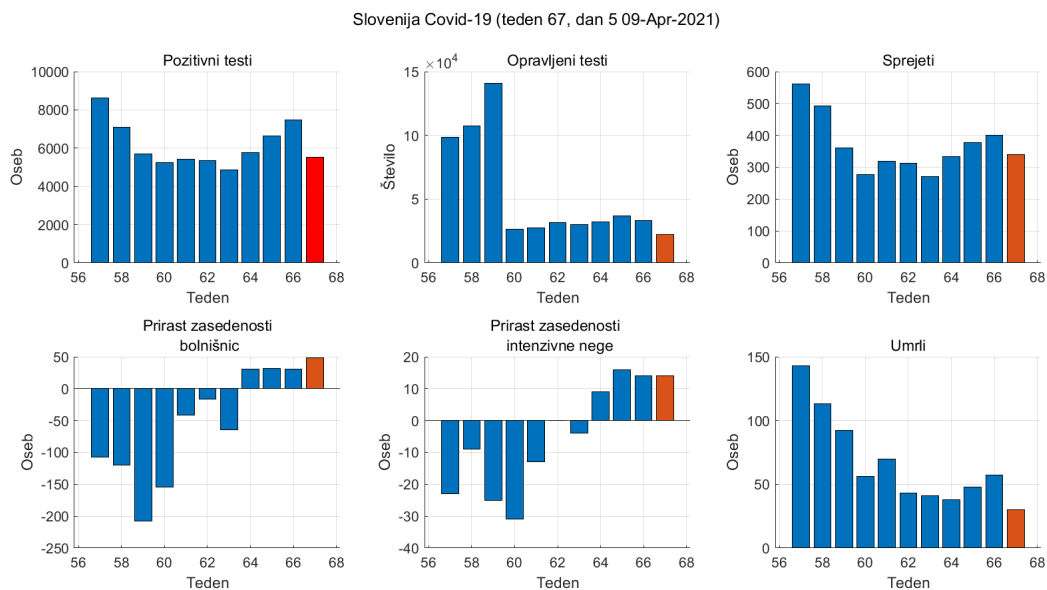 Slovenija Covid-19 (teden 67, dan 5 09-Apr-2021)
Pozitivni testi
10000
8000
6000
4000
2000
0
Oseb
56 58 60 62 64 66 68
Teden
Opravljeni testi
×10⁴
15
10
5
0
Število
56 58 60 62 64 66 68
Teden
Sprejeti
600
500
400
300
200
100
0
Oseb
56 58 60 62 64 66 68
Teden
Prirast zasedenosti
bolnišnic
50
0
-50
-100
-150
-200
-250
Oseb
56 58 60 62 64 66 68
Teden
Prirast zasedenosti
intenzivne nege
20
10
0
-10
-20
-30
-40
Oseb
56 58 60 62 64 66 68
Teden
Umrli
150
100
50
0
Oseb
56 58 60 62 64 66 68
Teden